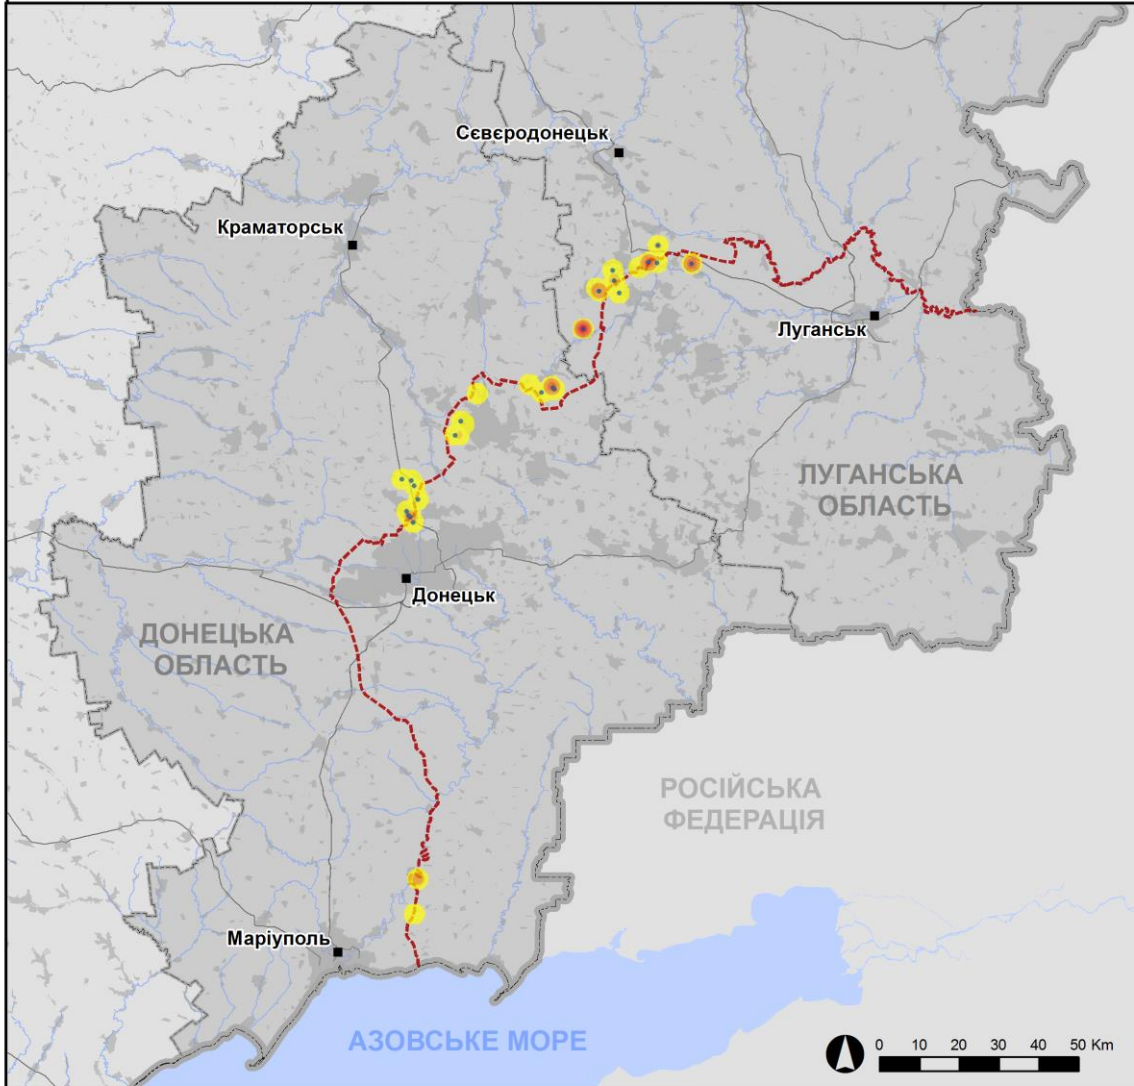 Сєвєродонецьк
Краматорськ
Луганськ
ЛУГАНСЬКА
ОБЛАСТЬ
Донецьк
ДОНЕЦЬКА
ОБЛАСТЬ
РОСІЙСЬКА
ФЕДЕРАЦІЯ
Маріуполь
АЗОВСЬКЕ МОРЕ
0 10 20 30 40 50 Km